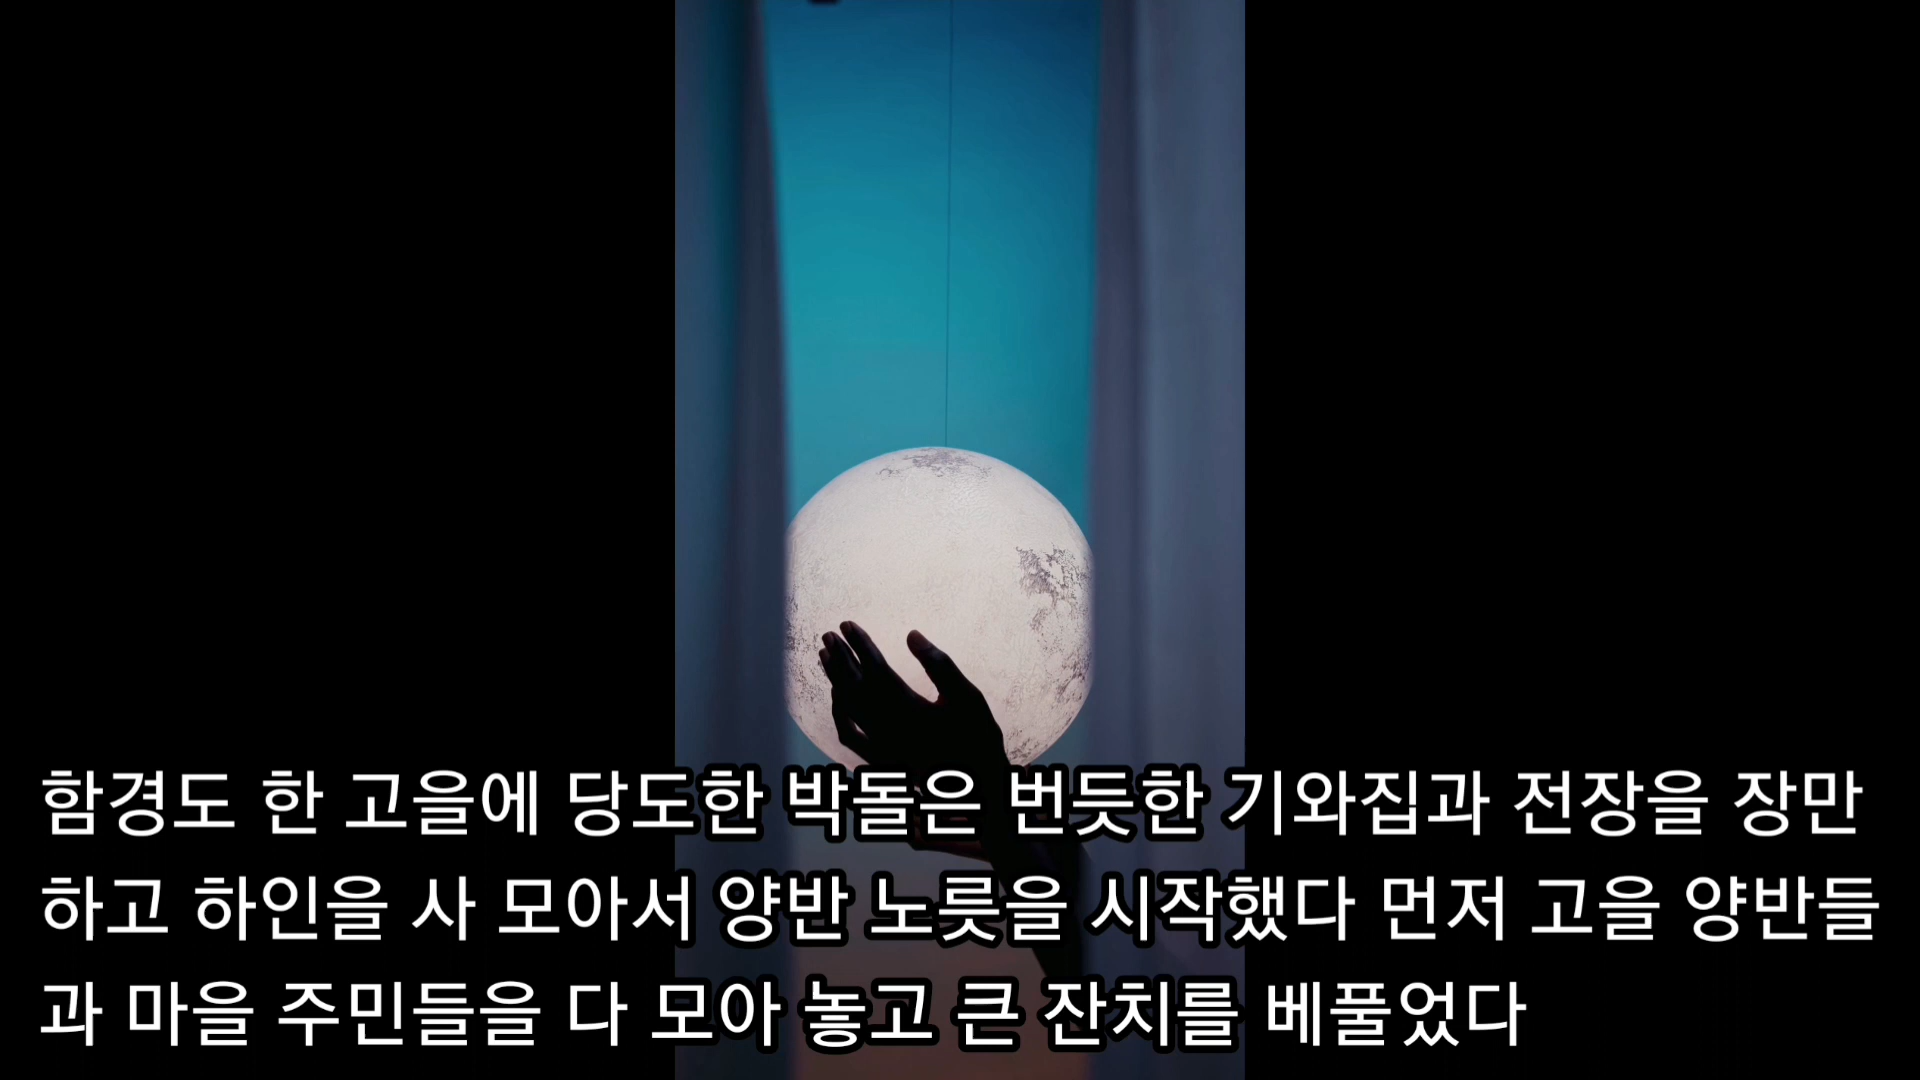 함경도 한 고을에 당도한 박돌은 번듯한 기와집과 전장을 장만
하고 하인을 사 모아서 양반 노릇을 시작했다 먼저 고을 양반들
과 마을 주민들을 다 모아 놓고 큰 잔치를 베풀었다